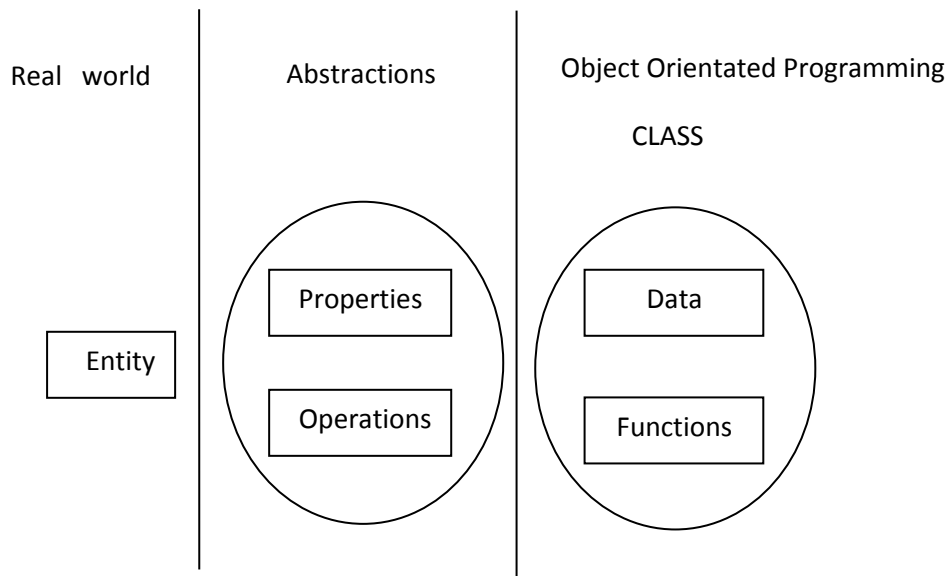 Real world
Abstractions
Object Orientated Programming
CLASS
Properties
Data
Entity
Operations
Functions